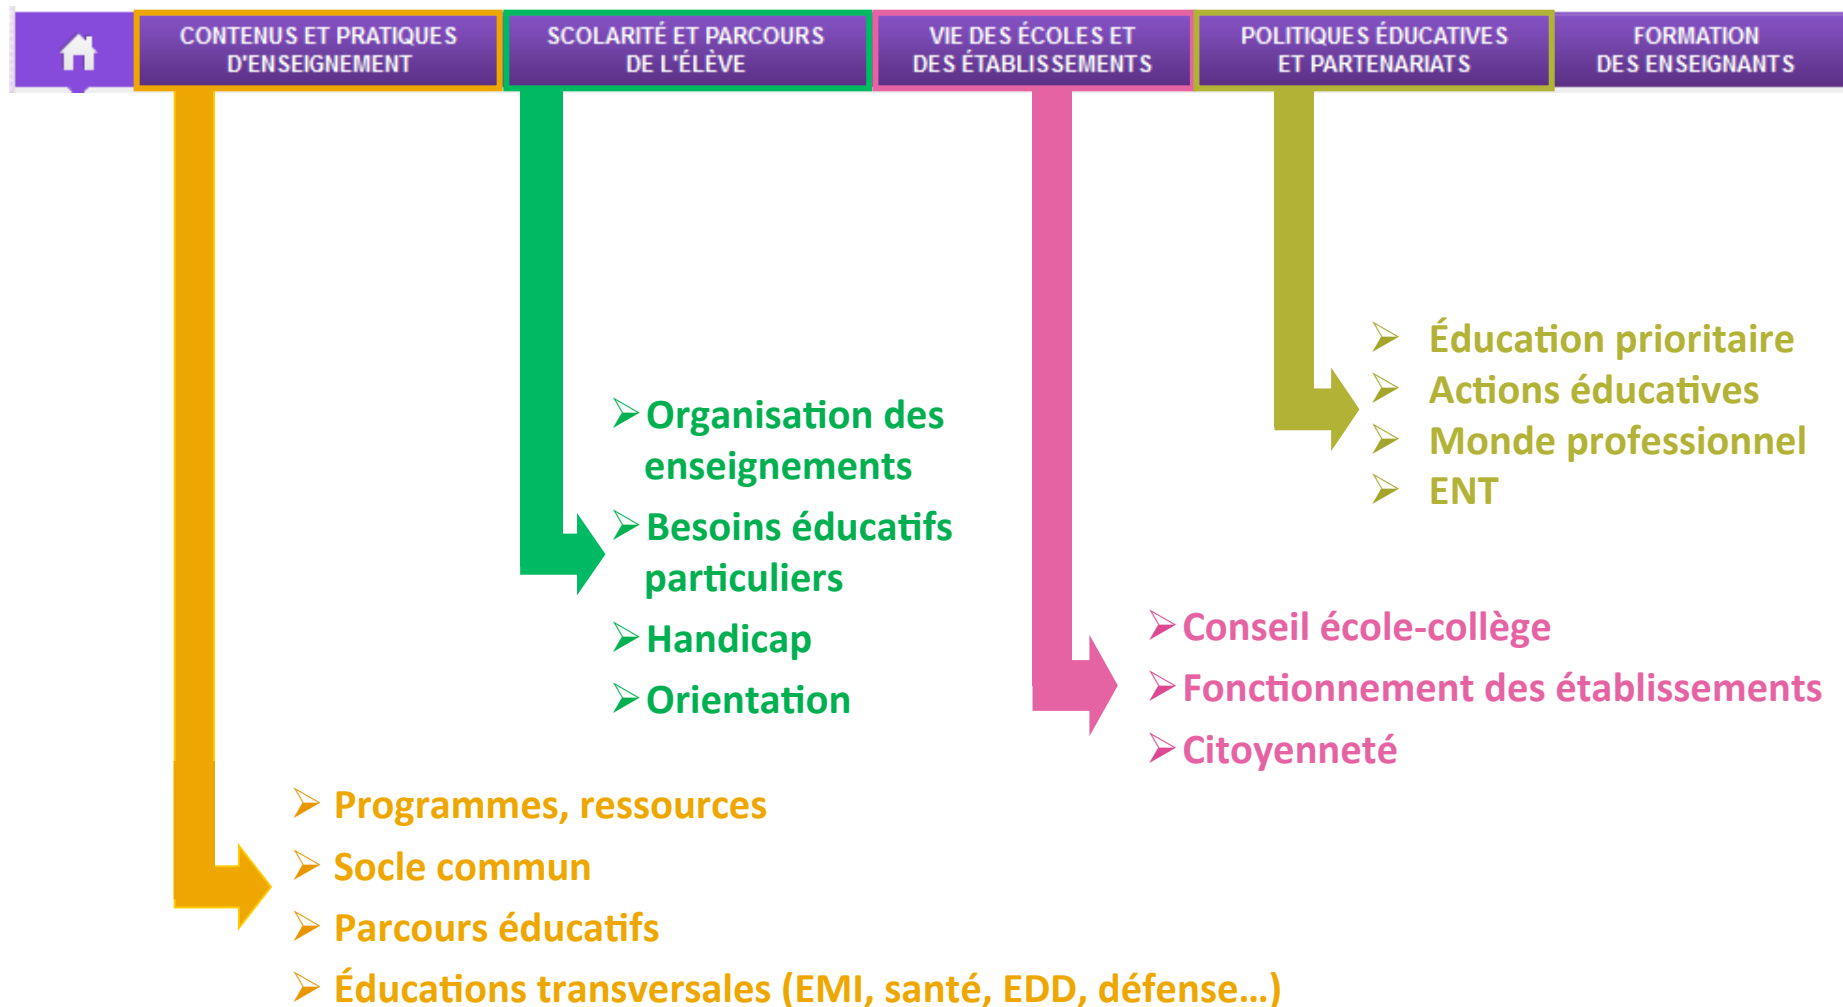 CONTENUS ET PRATIQUES
D'ENSEIGNEMENT
SCOLARITÉ ET PARCOURS
DE L'ÉLÈVE
VIE DES ÉCOLES ET
DES ÉTABLISSEMENTS
POLITIQUES ÉDUCATIVES
ET PARTENARIATS
FORMATION
DES ENSEIGNANTS
➢ Éducation prioritaire
➢ Actions éducatives
➢ Monde professionnel
➢ ENT
➢ Organisation des
enseignements
➢ Besoins éducatifs
particuliers
➢ Handicap
➢ Orientation
➢ Conseil école-collège
➢ Fonctionnement des établissements
➢ Citoyenneté
➢ Programmes, ressources
➢ Socle commun
➢ Parcours éducatifs
➢ Éducations transversales (EMI, santé, EDD, défense…)